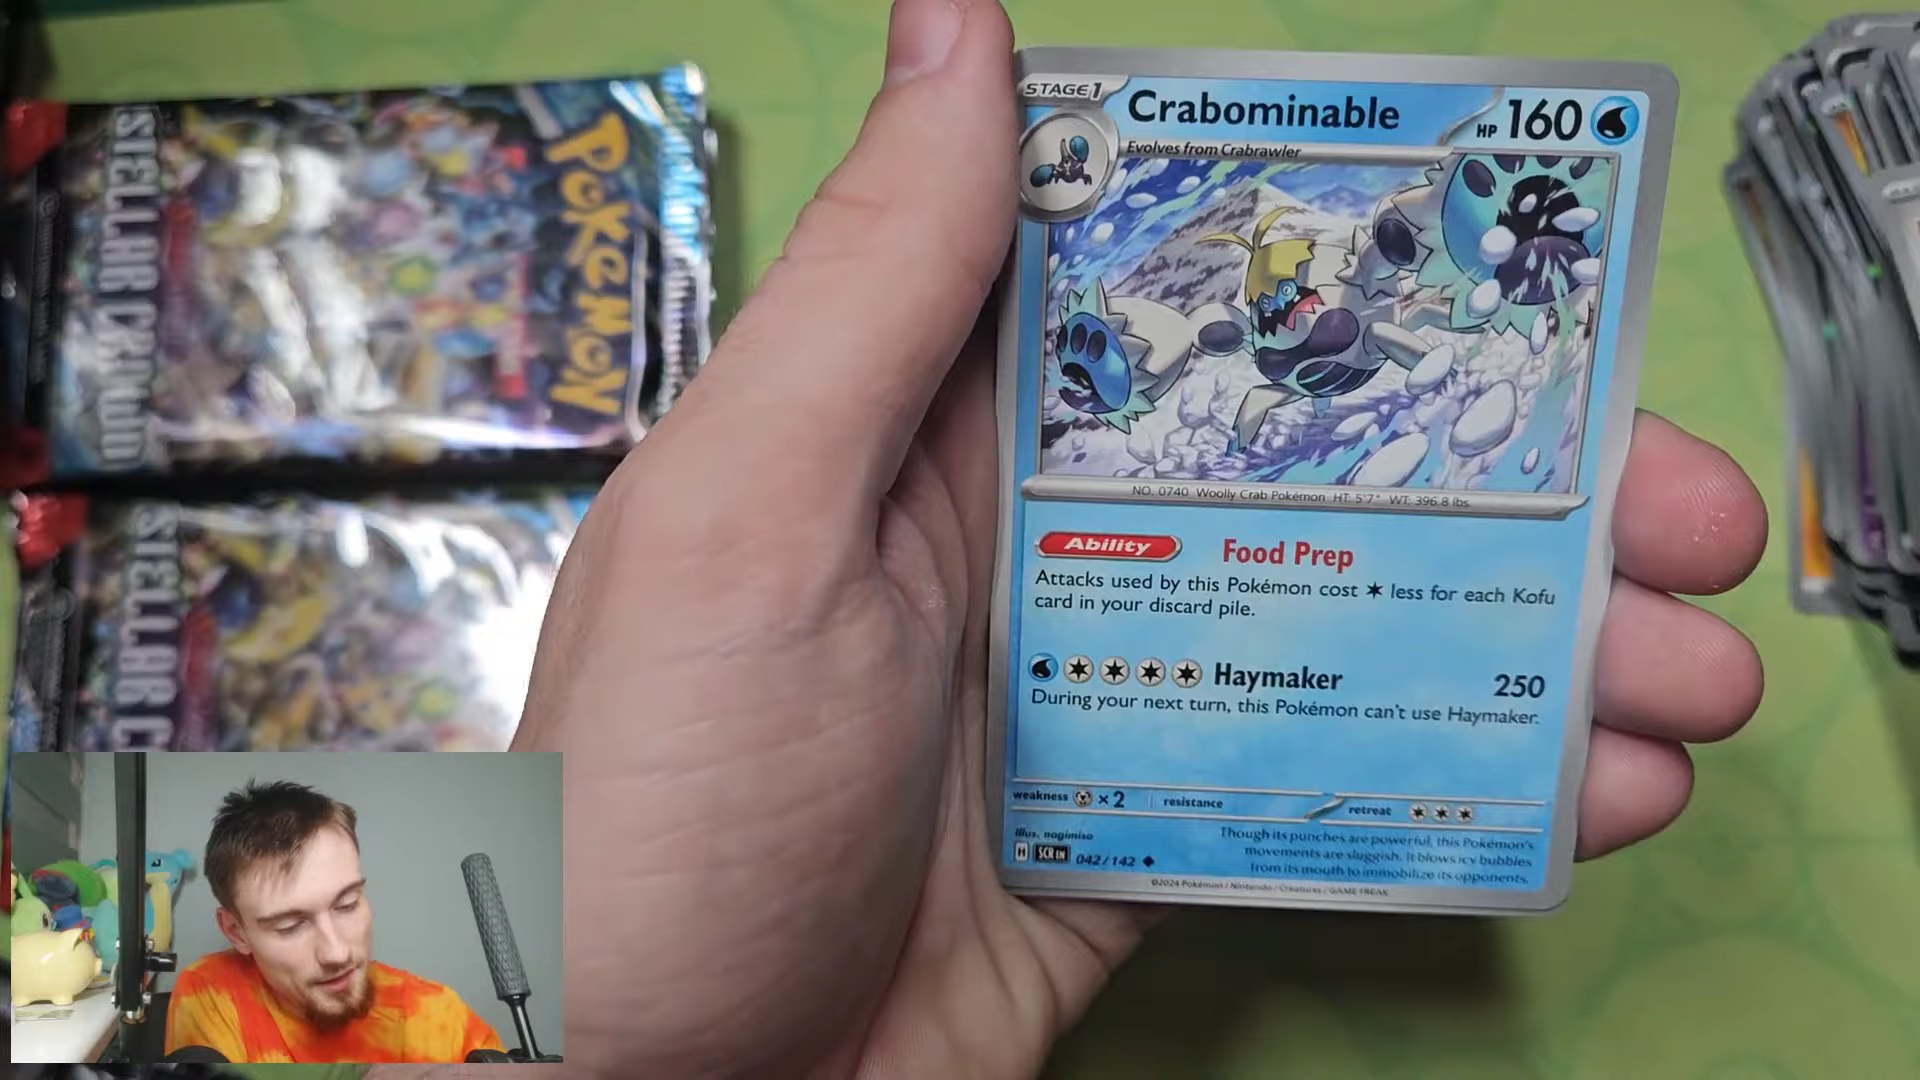 POKÉMON
STELLAR CROWN
POKÉMON
STELLAR C
STAGE 1
Crabominable
HP 160
Evolves from Crabrawler
NO. 0740 Woolly Crab Pokémon HT: 5'7" WT: 396.8 lbs.
Ability Food Prep
Attacks used by this Pokémon cost less for each Kofu
card in your discard pile.
Haymaker 250
During your next turn, this Pokémon can't use Haymaker.
weakness ×2 resistance retreat
Illus. nagimiso
H SCR EN 042/142
Though its punches are powerful, this Pokémon's
movements are sluggish. It blows icy bubbles
from its mouth to immobilize its opponents.
©2024 Pokémon / Nintendo / Creatures / GAME FREAK